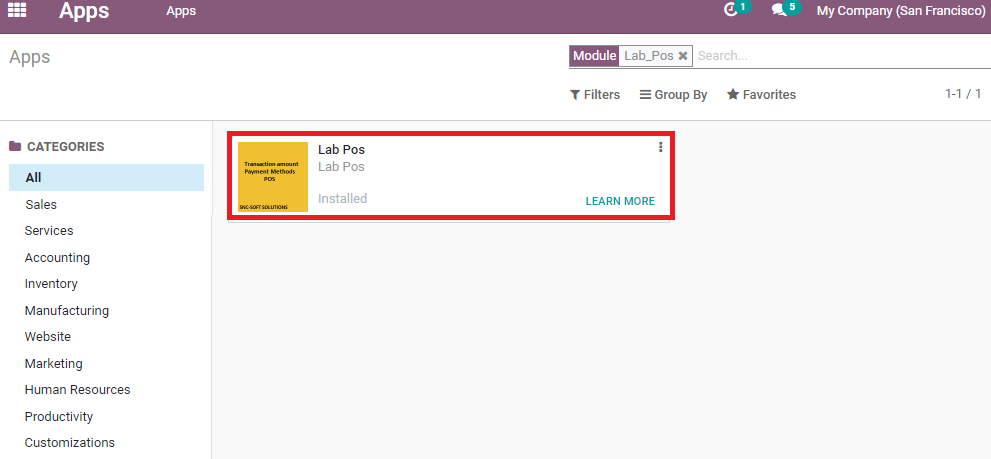 Apps
Apps
1
5
My Company (San Francisco)
Apps
Module Lab_Pos Search...
Filters
Group By
Favorites
1-1 / 1
CATEGORIES
All
Sales
Services
Accounting
Inventory
Manufacturing
Website
Marketing
Human Resources
Productivity
Customizations
Transaction amount
Payment Methods
POS
SNC-SOFT SOLUTIONS
Lab Pos
Lab Pos
Installed
LEARN MORE